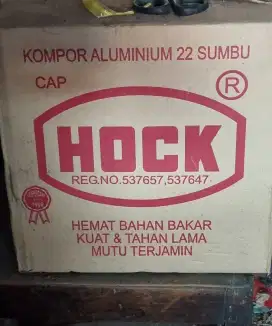 KOMPOR ALUMINIUM 22 SUMBU
CAP
®
HOCK
REG.NO.537657,537647
HEMAT BAHAN BAKAR
KUAT & TAHAN LAMA
MUTU TERJAMIN